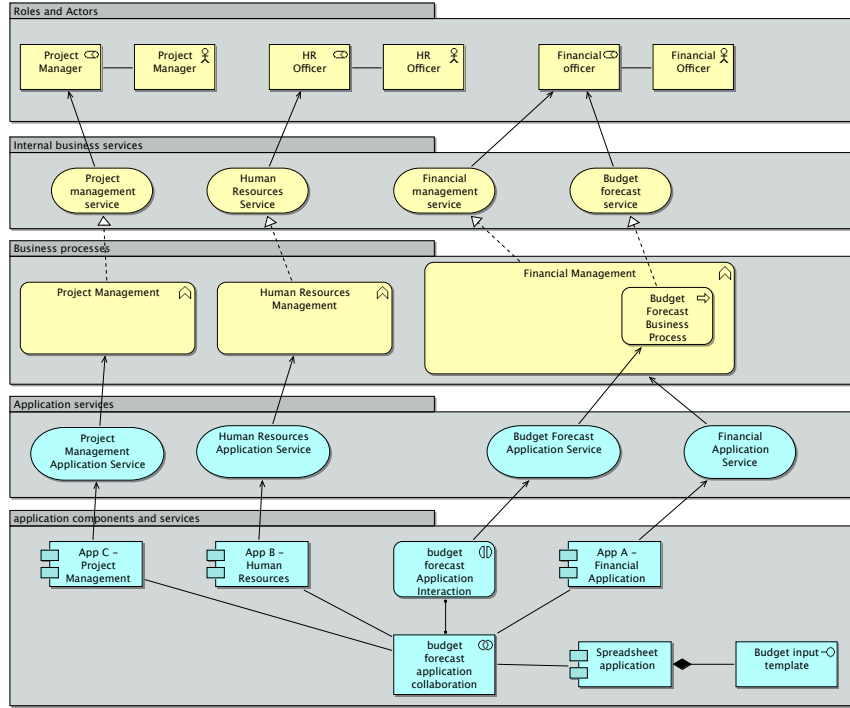 Roles and Actors
Project
Manager
Project
Manager
HR
Officer
HR
Officer
Financial
officer
Financial
Officer
Internal business services
Project
management
service
Human
Resources
Service
Financial
management
service
Budget
forecast
service
Business processes
Project Management
Human Resources
Management
Financial Management
Budget
Forecast
Business
Process
Application services
Project
Management
Application Service
Human Resources
Application Service
Budget Forecast
Application Service
Financial
Application
Service
application components and services
App C -
Project
Management
App B -
Human
Resources
budget
forecast
Application
Interaction
App A -
Financial
Application
budget
forecast
application
collaboration
Spreadsheet
application
Budget input
template